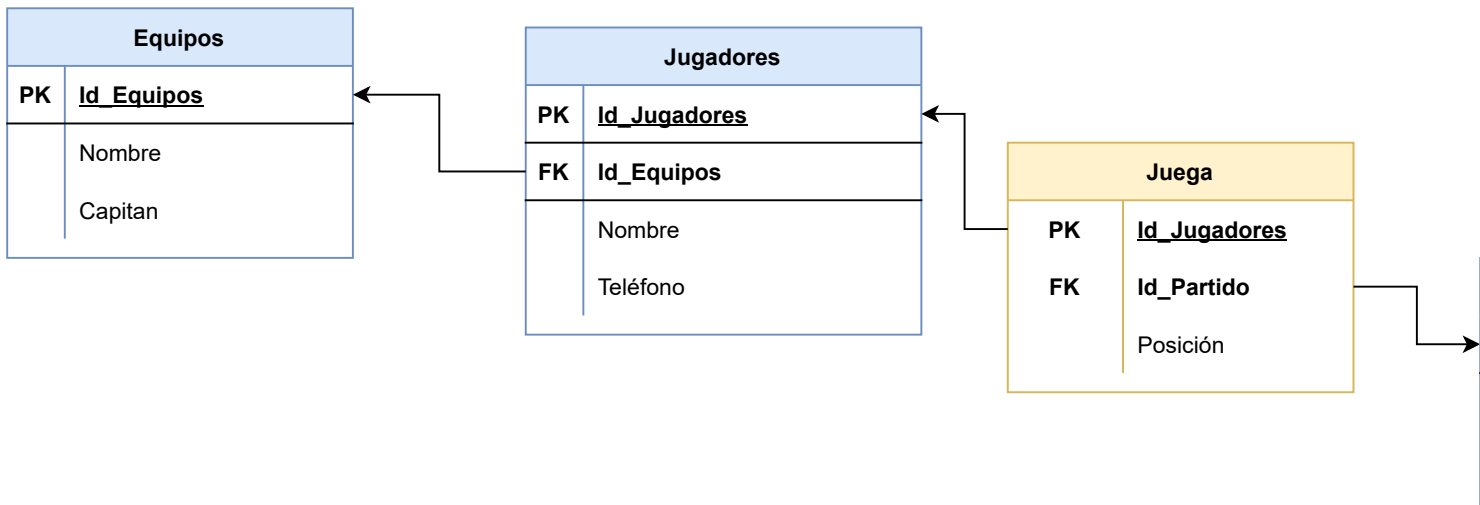 Equipos
PK Id_Equipos
Nombre
Capitan
Jugadores
PK Id_Jugadores
FK Id_Equipos
Nombre
Teléfono
Juega
PK Id_Jugadores
FK Id_Partido
Posición